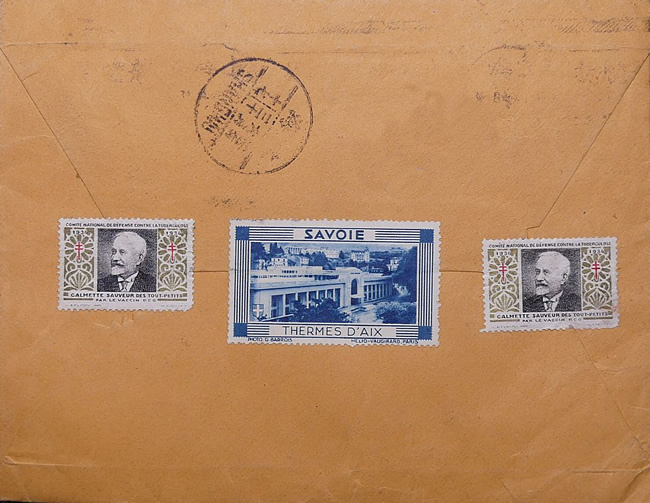 COMITÉ NATIONAL DE DÉFENSE CONTRE LA TUBERCULOSE
1934
CALMETTE SAUVEUR DES TOUT-PETITS
PAR LE VACCIN B.C.G
SAVOIE
THERMES D'AIX
PHOTO G. BARROIS HELIO-VAUGIRARD, PARIS
COMITÉ NATIONAL DE DÉFENSE CONTRE LA TUBERCULOSE
CALMETTE SAUVEUR DES TOUT-PETITS
PAR LE VACCIN B.C.G